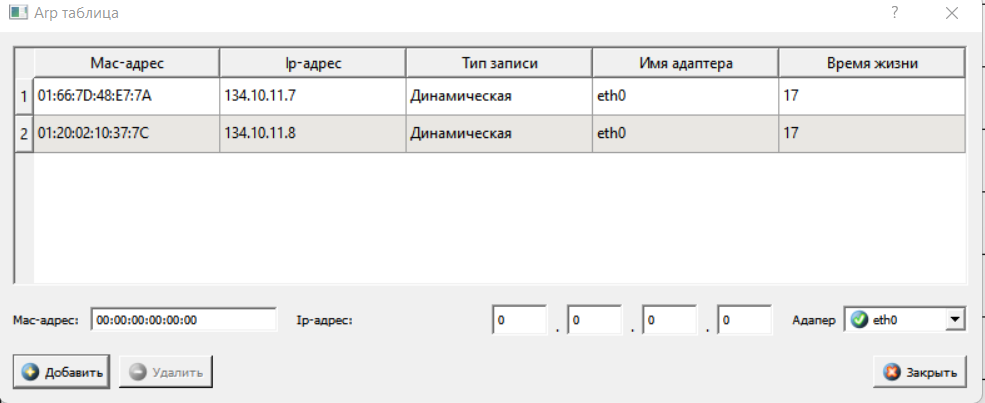 Arp таблица ?
Mac-адрес Ip-адрес Тип записи Имя адаптера Время жизни
1 01:66:7D:48:E7:7A 134.10.11.7 Динамическая eth0 17
2 01:20:02:10:37:7C 134.10.11.8 Динамическая eth0 17
Mac-адрес: 00:00:00:00:00:00 Ip-адрес: 0 . 0 . 0 . 0 Адапер eth0
Добавить Удалить Закрыть